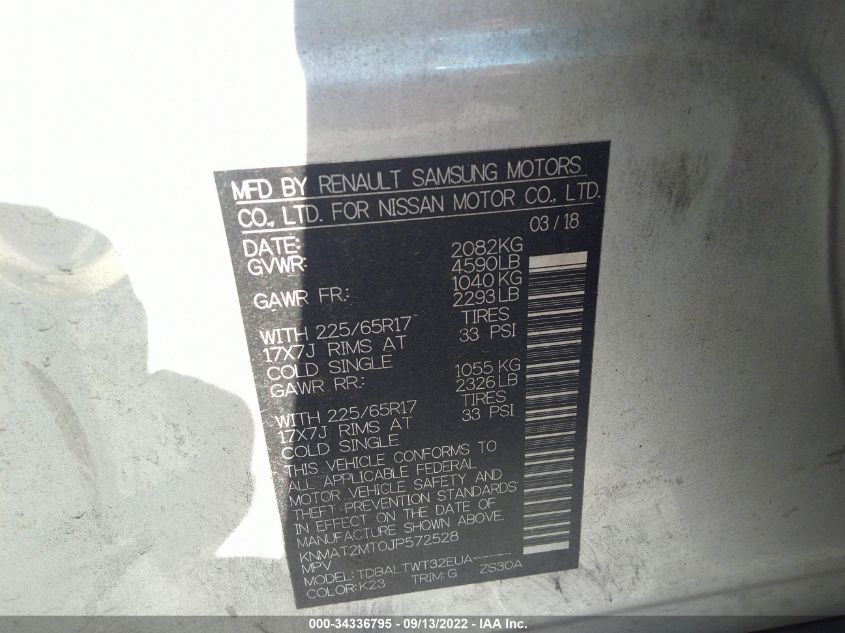 MFD BY RENAULT SAMSUNG MOTORS
CO., LTD. FOR NISSAN MOTOR CO., LTD.
DATE: 03/18
GVWR: 2082KG
4590LB
GAWR FR.: 1040KG
2293LB
WITH 225/65R17 TIRES
17X7J RIMS AT 33 PSI
COLD SINGLE
GAWR RR.: 1055 KG
2326LB
WITH 225/65R17 TIRES
17X7J RIMS AT 33 PSI
COLD SINGLE
THIS VEHICLE CONFORMS TO
ALL APPLICABLE FEDERAL
MOTOR VEHICLE SAFETY AND
THEFT PREVENTION STANDARDS
IN EFFECT ON THE DATE OF
MANUFACTURE SHOWN ABOVE.
KNMAT2MT0JP572528
MPV
MODEL: TDBALTWT32EUA-----
COLOR: K23 TRIM: G ZS30A
000-34336795 - 09/13/2022 - IAA Inc.